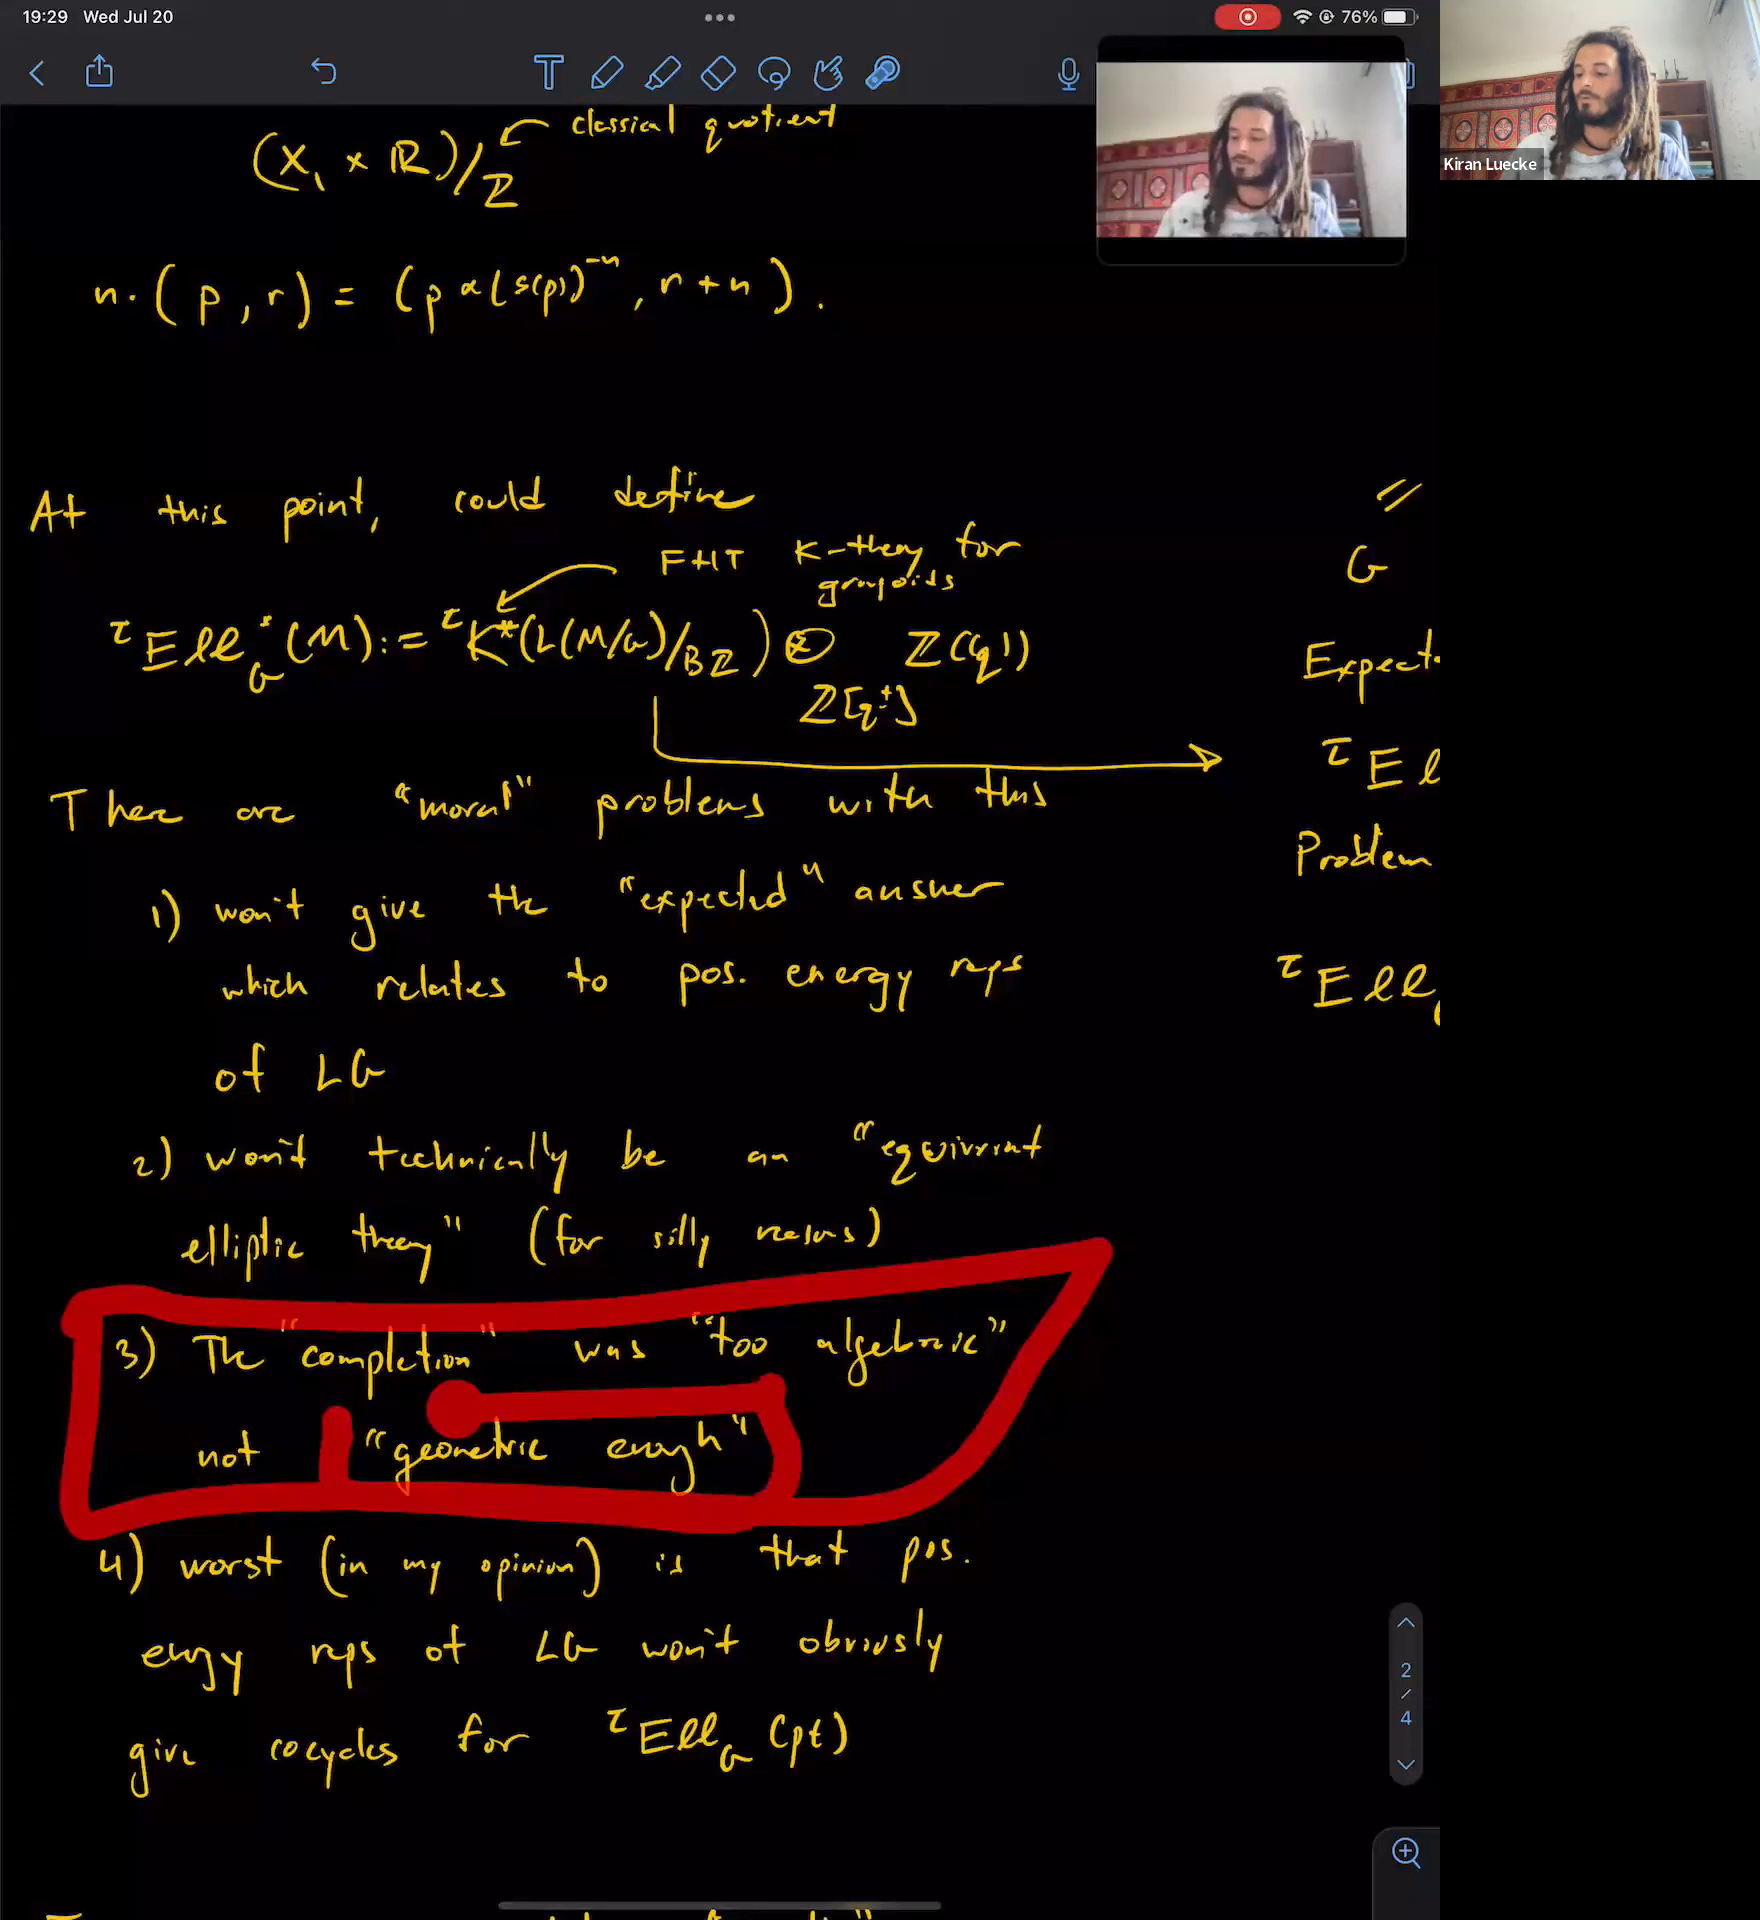 19:29 Wed Jul 20
76%
Kiran Luecke
(X₁ × ℝ)/ℤ classical quotient
n·(p, r) = (p α(s(p))⁻ⁿ, r + n).
At this point, could define
FHT K-theory for
groupoids
τEll*_G(M) := τK*(L(M/G)/Bℤ) ⊗ ℤ((q))
ℤ[q±]
There are "moral" problems with this
1) won't give the "expected" answer
which relates to pos. energy reps
of LG
2) won't technically be an "equivrint
elliptic theory" (for silly reasons)
3) The "completion" was "too algebraic"
not "geometric enough"
4) worst (in my opinion) is that pos.
engy reps of LG won't obviously
give cocycles for τEll_G (pt)
//
G
Expect
τEl
Problem
τEll
2
/
4